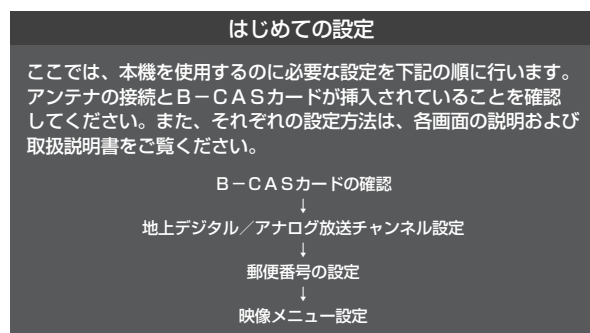 はじめての設定
ここでは、本機を使用するのに必要な設定を下記の順に行います。
アンテナの接続とＢ－ＣＡＳカードが挿入されていることを確認
してください。また、それぞれの設定方法は、各画面の説明および
取扱説明書をご覧ください。
Ｂ－ＣＡＳカードの確認
↓
地上デジタル／アナログ放送チャンネル設定
↓
郵便番号の設定
↓
映像メニュー設定